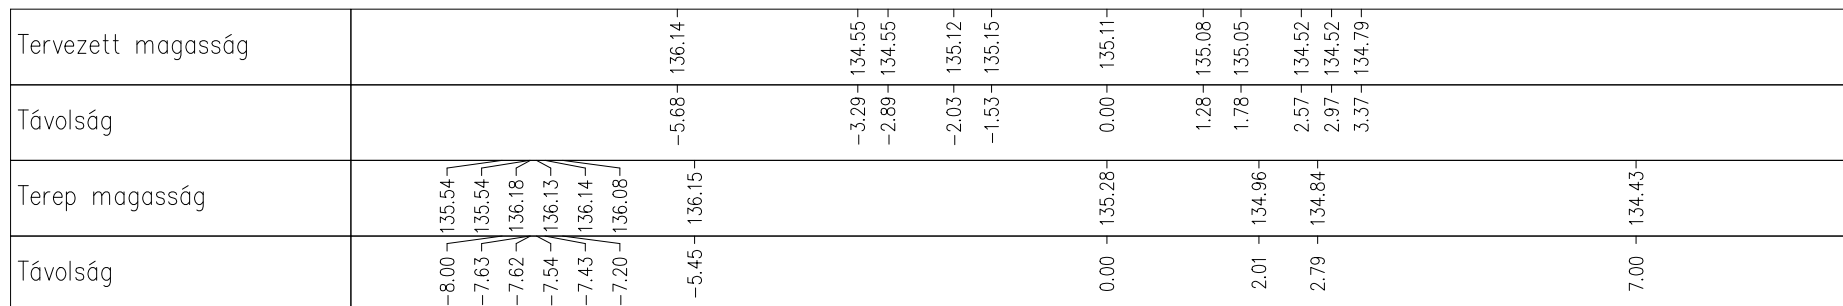 Tervezett magasság 136.14 134.55 134.55 135.12 135.15 135.11 135.08 135.05 134.52 134.52 134.79
Távolság -5.68 -3.29 -2.89 -2.03 -1.53 0.00 1.28 1.78 2.57 2.97 3.37
Terep magasság 135.54 135.54 136.18 136.13 136.14 136.08 136.15 135.28 134.96 134.84 134.43
Távolság -8.00 -7.63 -7.62 -7.54 -7.43 -7.20 -5.45 0.00 2.01 2.79 7.00